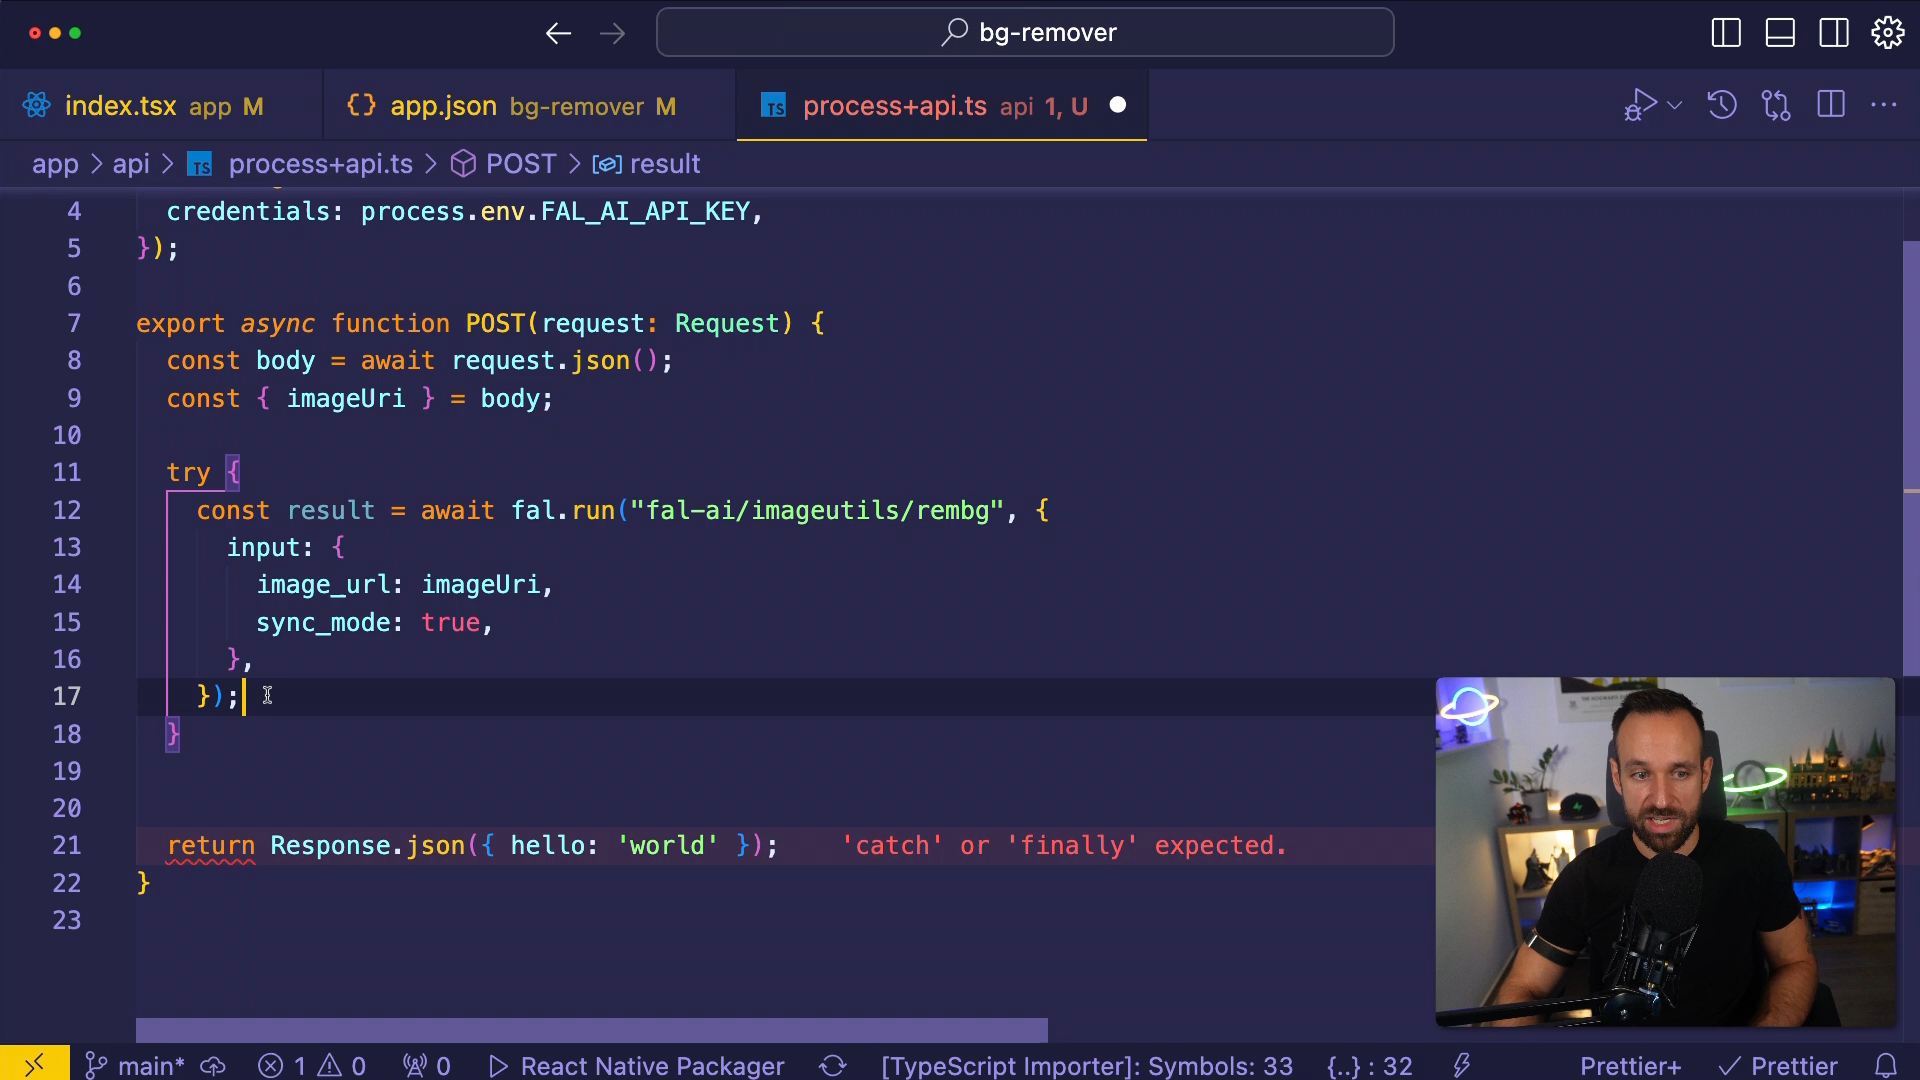 bg-remover
index.tsx app M
{} app.json bg-remover M
TS process+api.ts api 1, U
app > api > TS process+api.ts > POST > result
4 credentials: process.env.FAL_AI_API_KEY,
5 });
6
7 export async function POST(request: Request) {
8 const body = await request.json();
9 const { imageUri } = body;
10
11 try {
12 const result = await fal.run("fal-ai/imageutils/rembg", {
13 input: {
14 image_url: imageUri,
15 sync_mode: true,
16 },
17 });
18 }
19
20
21 return Response.json({ hello: 'world' }); 'catch' or 'finally' expected.
22 }
23
main* 1 0 0 React Native Packager [TypeScript Importer]: Symbols: 33 {..} : 32 Prettier+ Prettier